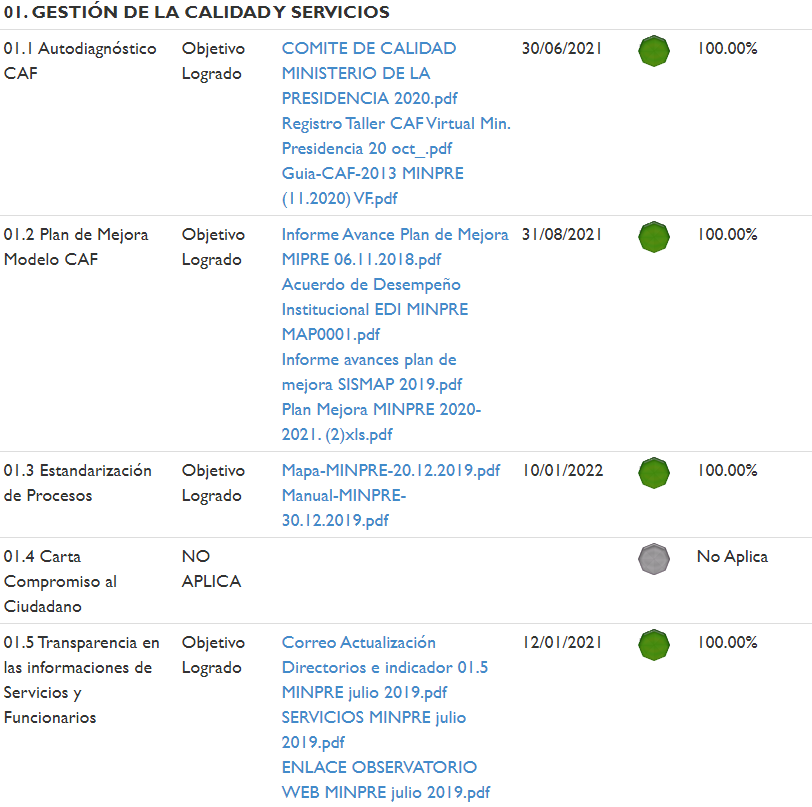 01. GESTIÓN DE LA CALIDAD Y SERVICIOS
01.1 Autodiagnóstico CAF
Objetivo Logrado
COMITE DE CALIDAD
MINISTERIO DE LA
PRESIDENCIA 2020.pdf
Registro Taller CAF Virtual Min.
Presidencia 20 oct_.pdf
Guia-CAF-2013 MINPRE
(11.2020) VF.pdf
30/06/2021
100.00%
01.2 Plan de Mejora
Modelo CAF
Objetivo
Logrado
Informe Avance Plan de Mejora
MIPRE 06.11.2018.pdf
Acuerdo de Desempeño
Institucional EDI MINPRE
MAP0001.pdf
Informe avances plan de
mejora SISMAP 2019.pdf
Plan Mejora MINPRE 2020-
2021. (2)xls.pdf
31/08/2021
100.00%
01.3 Estandarización
de Procesos
Objetivo
Logrado
Mapa-MINPRE-20.12.2019.pdf
Manual-MINPRE-
30.12.2019.pdf
10/01/2022
100.00%
01.4 Carta
Compromiso al
Ciudadano
NO
APLICA
No Aplica
01.5 Transparencia en
las informaciones de
Servicios y
Funcionarios
Objetivo
Logrado
Correo Actualización
Directorios e indicador 01.5
MINPRE julio 2019.pdf
SERVICIOS MINPRE julio
2019.pdf
ENLACE OBSERVATORIO
WEB MINPRE julio 2019.pdf
12/01/2021
100.00%